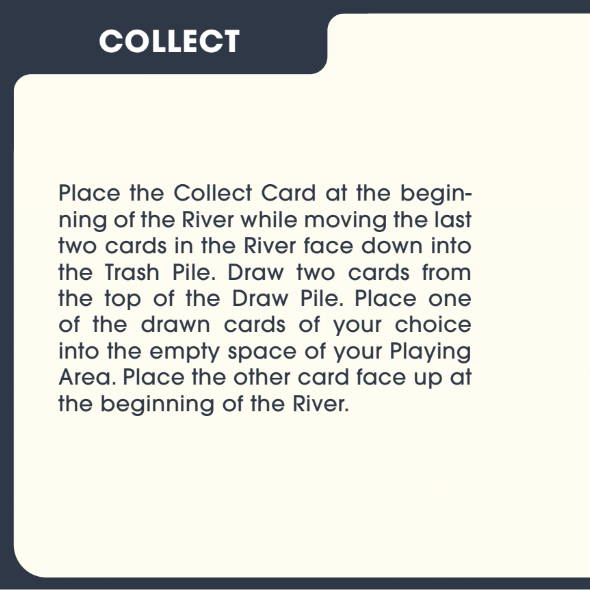 COLLECT
Place the Collect Card at the begin-
ning of the River while moving the last
two cards in the River face down into
the Trash Pile. Draw two cards from
the top of the Draw Pile. Place one
of the drawn cards of your choice
into the empty space of your Playing
Area. Place the other card face up at
the beginning of the River.